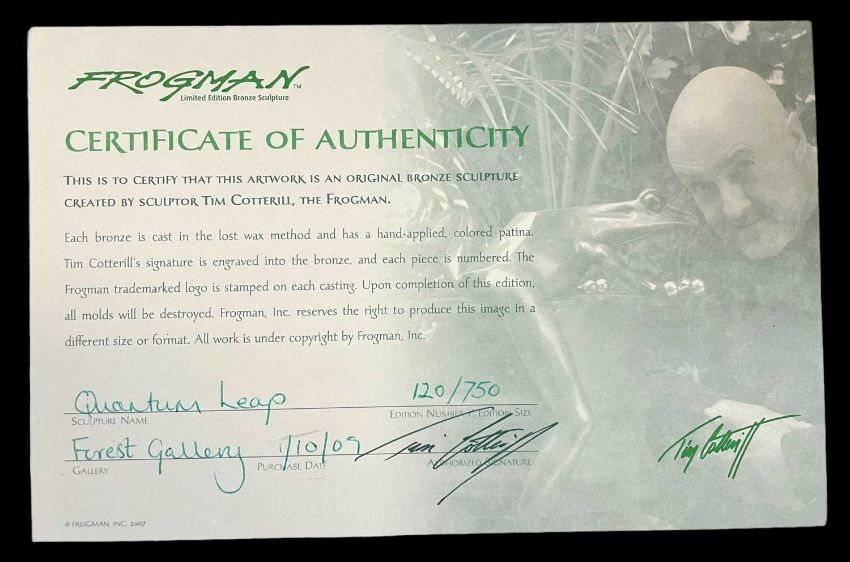 FROGMAN™
Limited Edition Bronze Sculpture
CERTIFICATE OF AUTHENTICITY
THIS IS TO CERTIFY THAT THIS ARTWORK IS AN ORIGINAL BRONZE SCULPTURE
CREATED BY SCULPTOR TIM COTTERILL, THE FROGMAN.
Each bronze is cast in the lost wax method and has a hand-applied, colored patina.
Tim Cotterill's signature is engraved into the bronze, and each piece is numbered. The
Frogman trademarked logo is stamped on each casting. Upon completion of this edition,
all molds will be destroyed. Frogman, Inc. reserves the right to produce this image in a
different size or format. All work is under copyright by Frogman, Inc.
Quantum Leap 120/750
SCULPTURE NAME EDITION NUMBER / EDITION SIZE
Forest Gallery 1/10/09 Tim Cotterill
GALLERY PURCHASE DATE AUTHORIZED SIGNATURE
Tim Cotterill
© FROGMAN, INC. 2007